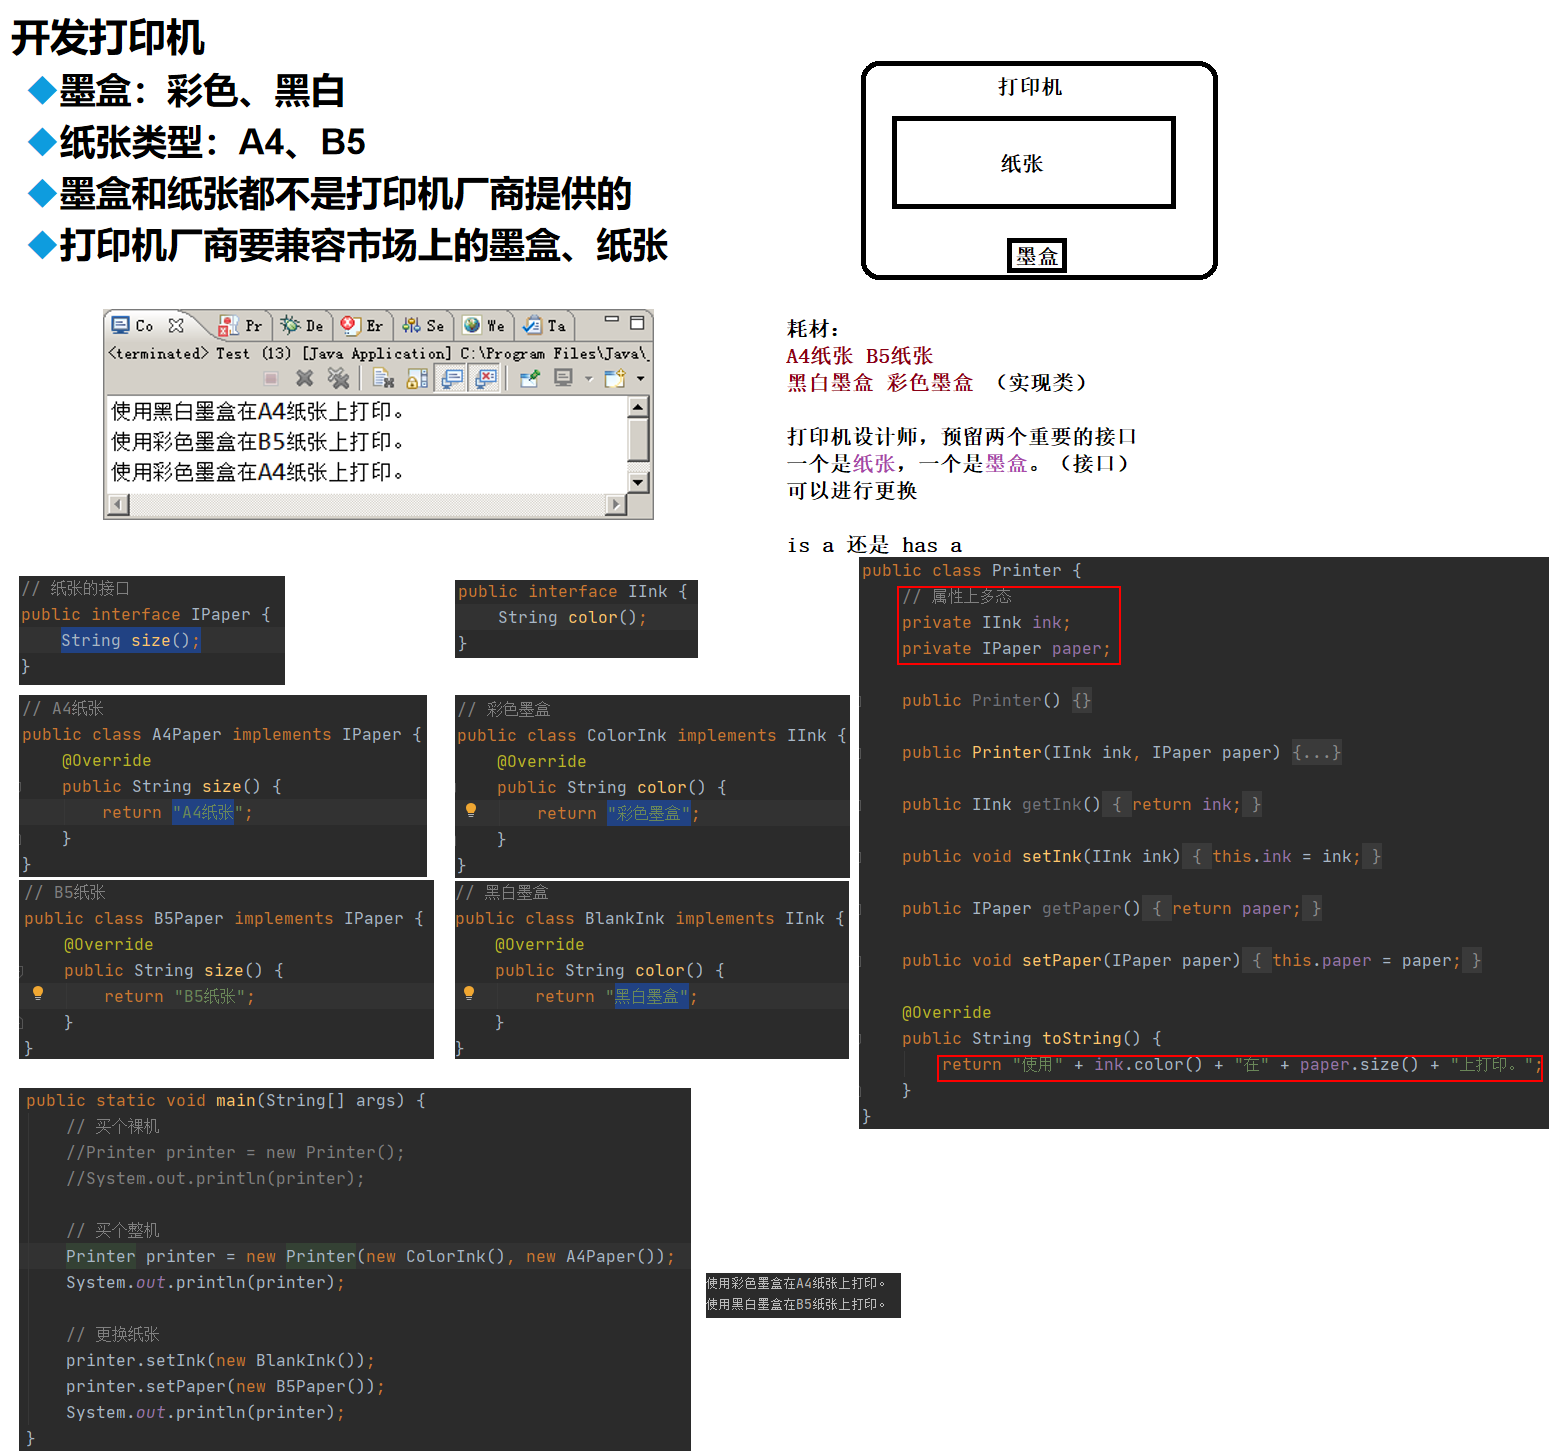 开发打印机
墨盒：彩色、黑白
纸张类型：A4、B5
墨盒和纸张都不是打印机厂商提供的
打印机厂商要兼容市场上的墨盒、纸张
打印机
纸张
墨盒
Co Pr De Er Se We Ta
<terminated> Test (13) [Java Application] C:\Program Files\Java\
使用黑白墨盒在A4纸张上打印。
使用彩色墨盒在B5纸张上打印。
使用彩色墨盒在A4纸张上打印。
耗材：
A4纸张 B5纸张
黑白墨盒 彩色墨盒 （实现类）
打印机设计师，预留两个重要的接口
一个是纸张，一个是墨盒。（接口）
可以进行更换
is a 还是 has a
// 纸张的接口
public interface IPaper {
String size();
}
public interface IInk {
String color();
}
// A4纸张
public class A4Paper implements IPaper {
@Override
public String size() {
return "A4纸张";
}
}
// 彩色墨盒
public class ColorInk implements IInk {
@Override
public String color() {
return "彩色墨盒";
}
}
// B5纸张
public class B5Paper implements IPaper {
@Override
public String size() {
return "B5纸张";
}
}
// 黑白墨盒
public class BlankInk implements IInk {
@Override
public String color() {
return "黑白墨盒";
}
}
public class Printer {
// 属性上多态
private IInk ink;
private IPaper paper;
public Printer() {}
public Printer(IInk ink, IPaper paper) {...}
public IInk getInk() { return ink; }
public void setInk(IInk ink) { this.ink = ink; }
public IPaper getPaper() { return paper; }
public void setPaper(IPaper paper) { this.paper = paper; }
@Override
public String toString() {
return "使用" + ink.color() + "在" + paper.size() + "上打印。";
}
}
public static void main(String[] args) {
// 买个裸机
//Printer printer = new Printer();
//System.out.println(printer);
// 买个整机
Printer printer = new Printer(new ColorInk(), new A4Paper());
System.out.println(printer);
// 更换纸张
printer.setInk(new BlankInk());
printer.setPaper(new B5Paper());
System.out.println(printer);
}
使用彩色墨盒在A4纸张上打印。
使用黑白墨盒在B5纸张上打印。